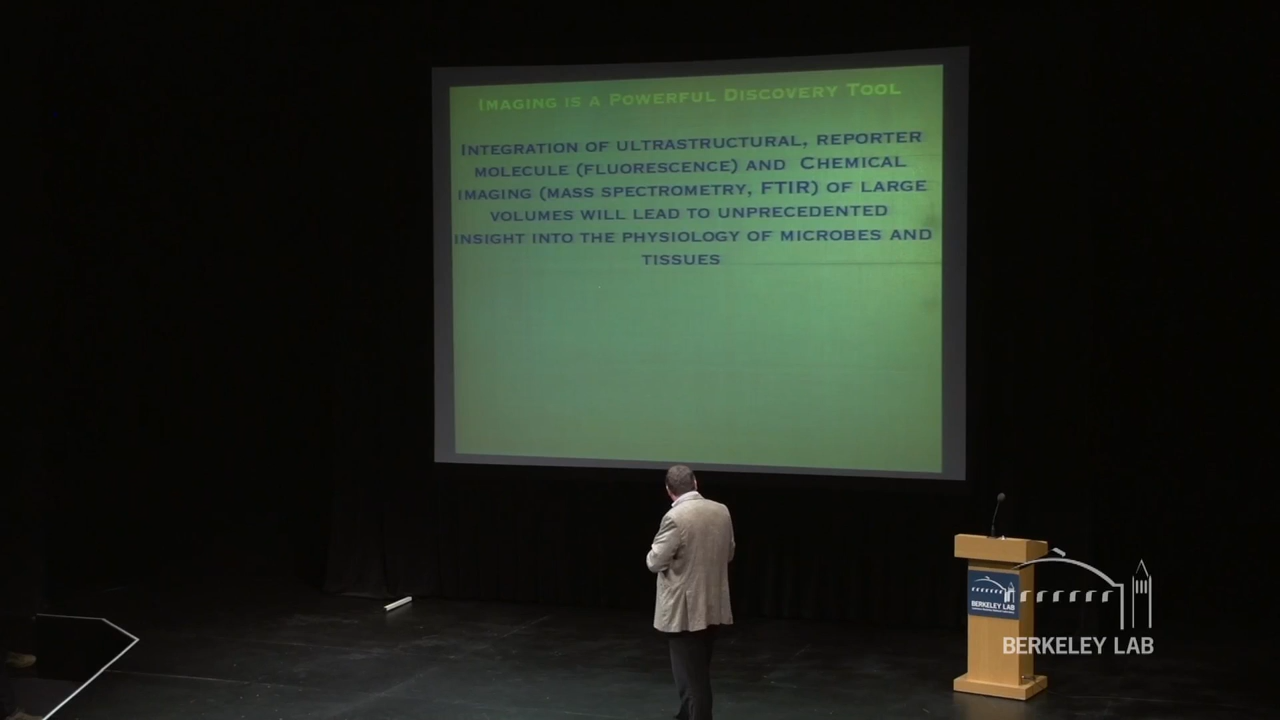 Imaging is a Powerful Discovery Tool
Integration of ultrastructural, reporter
molecule (fluorescence) and Chemical
imaging (mass spectrometry, FTIR) of large
volumes will lead to unprecedented
insight into the physiology of microbes and
tissues
BERKELEY LAB
BERKELEY LAB